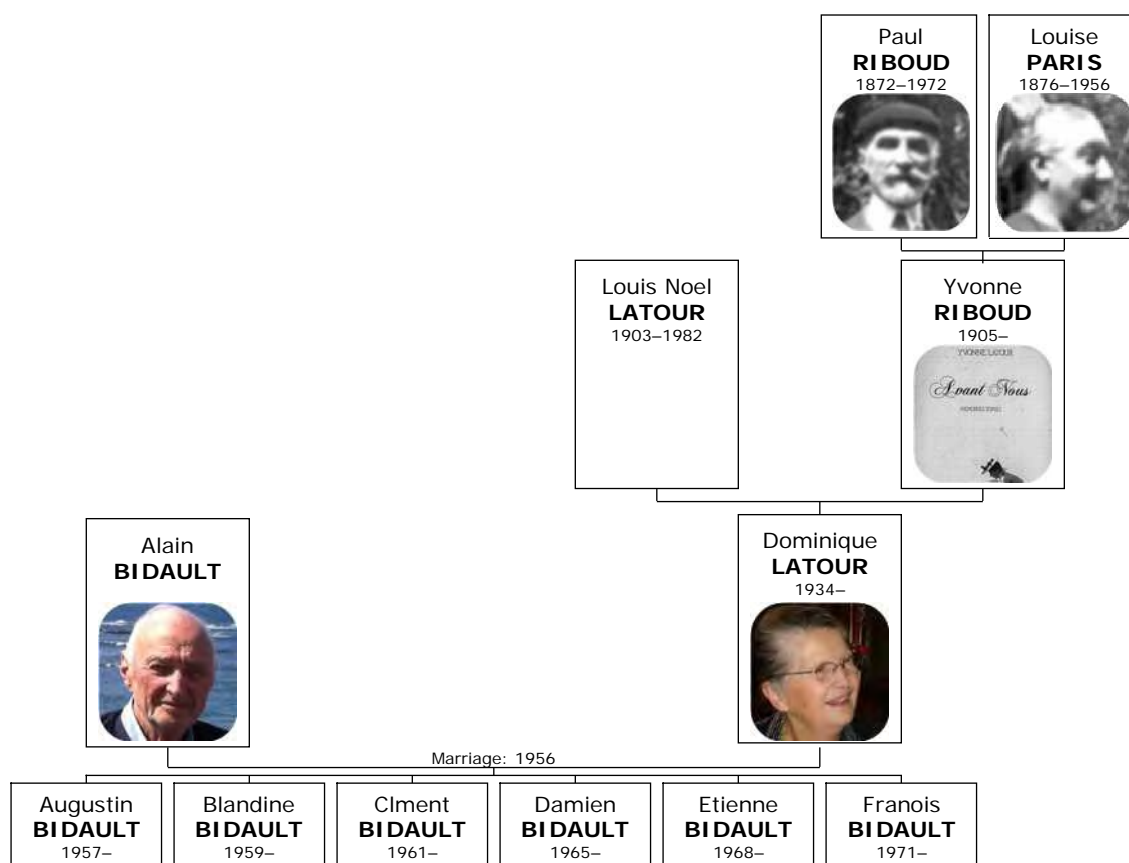 Paul
RIBOUD
1872–1972
Louise
PARIS
1876–1956
Louis Noel
LATOUR
1903–1982
Yvonne
RIBOUD
1905–
YVONNE LATOUR
Avant Nous
Alain
BIDAULT
Dominique
LATOUR
1934–
Marriage: 1956
Augustin
BIDAULT
1957–
Blandine
BIDAULT
1959–
Clment
BIDAULT
1961–
Damien
BIDAULT
1965–
Etienne
BIDAULT
1968–
Franois
BIDAULT
1971–